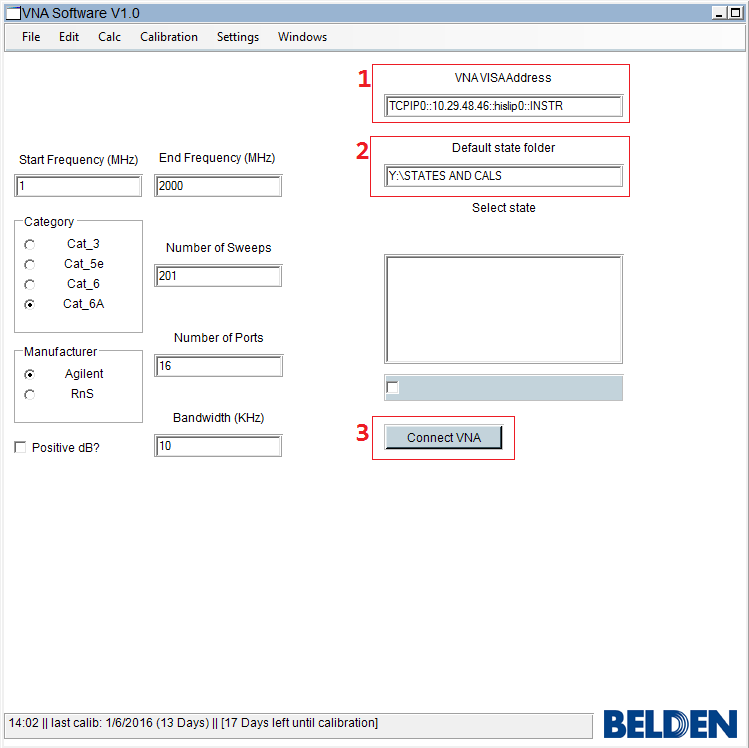 VNA Software V1.0
File Edit Calc Calibration Settings Windows
1
VNA VISA Address
TCPIP0::10.29.48.46::hislip0::INSTR
2
Default state folder
Y:\STATES AND CALS
Start Frequency (MHz)
1
End Frequency (MHz)
2000
Category
Cat_3
Cat_5e
Cat_6
Cat_6A
Number of Sweeps
201
Manufacturer
Agilent
RnS
Number of Ports
16
Positive dB?
Bandwidth (KHz)
10
Select state
3
Connect VNA
14:02 || last calib: 1/6/2016 (13 Days) || [17 Days left until calibration]
BELDEN